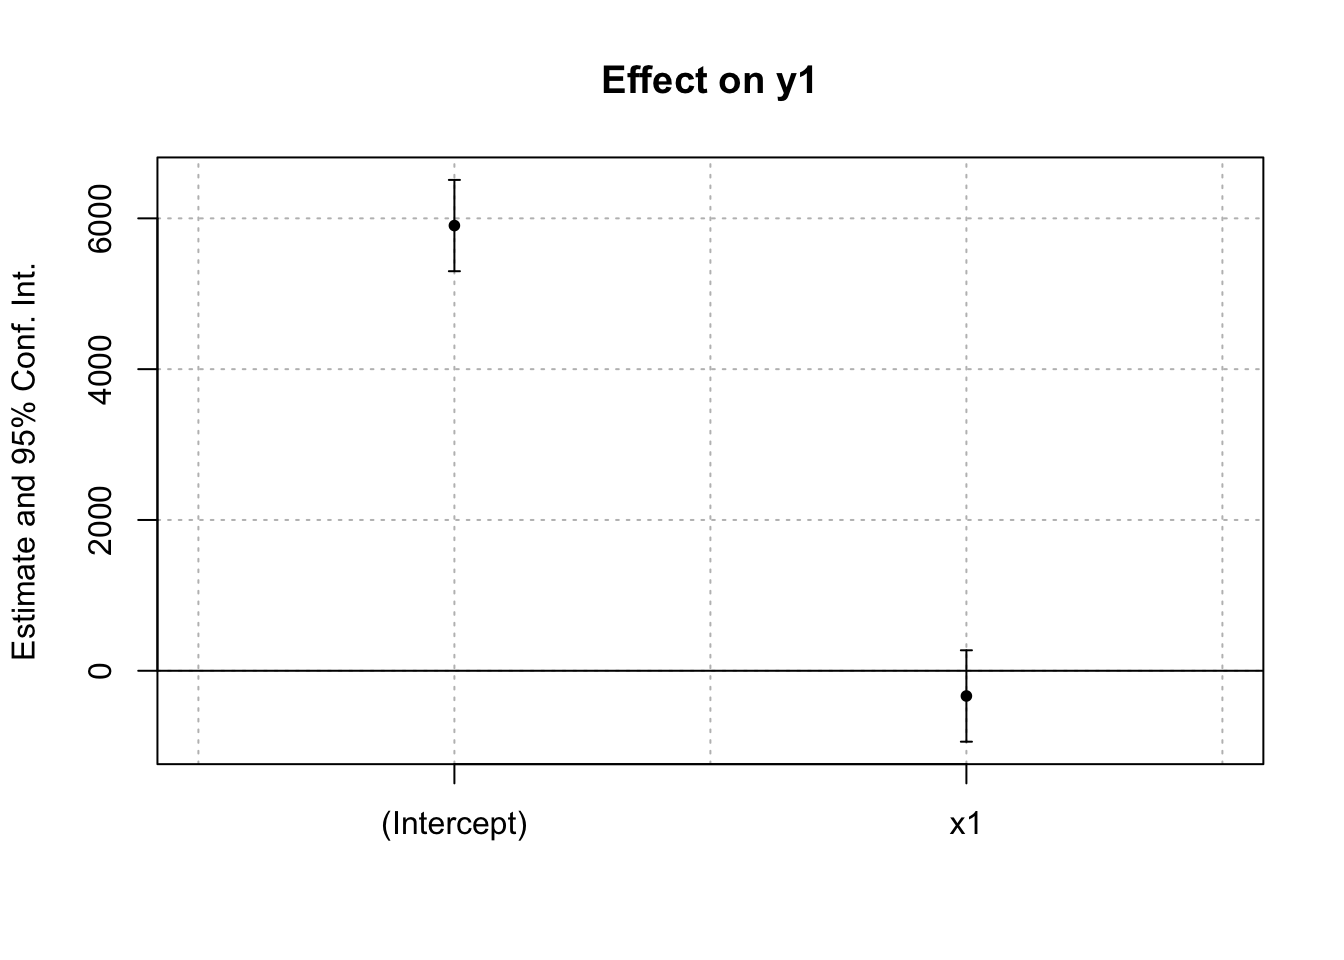 Effect on y1
Estimate and 95% Conf. Int.
6000
4000
2000
0
(Intercept)
x1